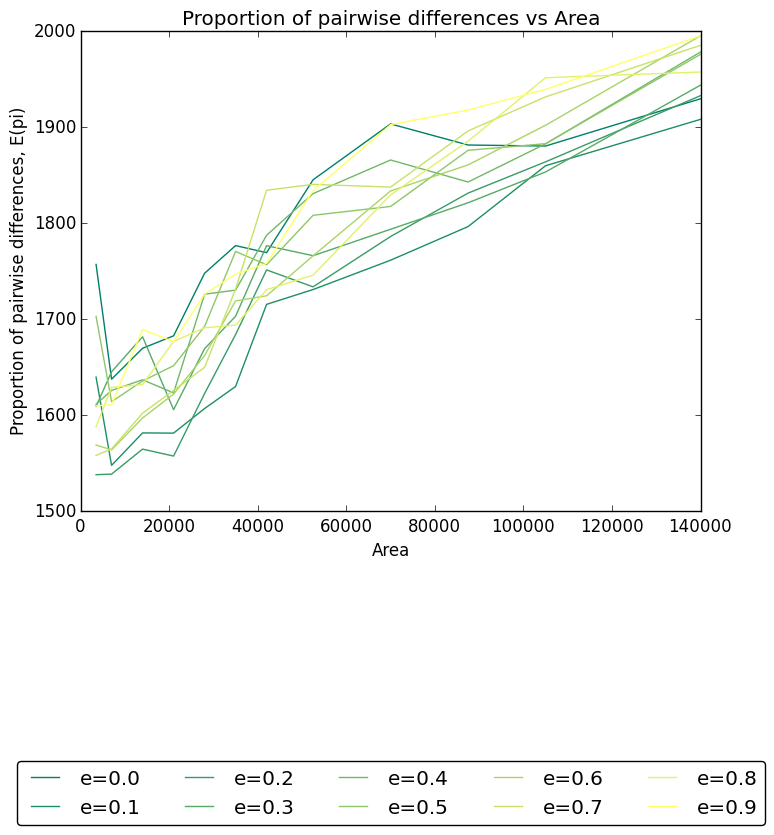 Proportion of pairwise differences vs Area
Proportion of pairwise differences, E(pi)
2000
1900
1800
1700
1600
1500
0 20000 40000 60000 80000 100000 120000 140000
Area
e=0.0 e=0.2 e=0.4 e=0.6 e=0.8
e=0.1 e=0.3 e=0.5 e=0.7 e=0.9